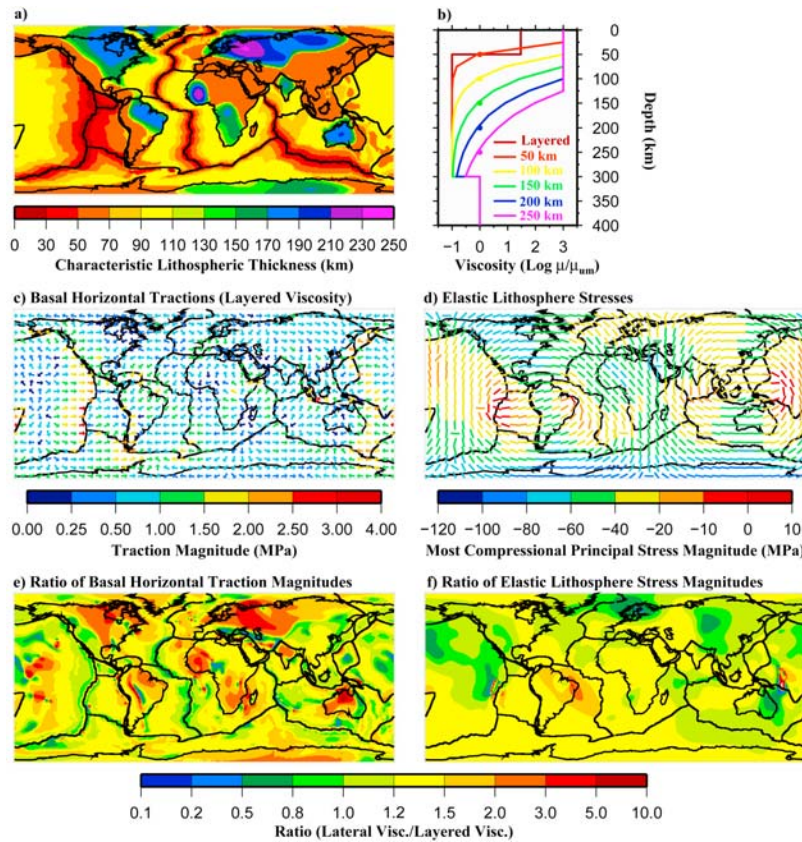 a)
0 30 50 70 90 110 130 150 170 190 210 230 250
Characteristic Lithospheric Thickness (km)
b)
0
50
100
150
200
250
300
350
400
Depth (km)
Layered
50 km
100 km
150 km
200 km
250 km
−1 0 1 2 3
Viscosity (Log μ/μum)
c) Basal Horizontal Tractions (Layered Viscosity)
0.00 0.25 0.50 1.00 1.50 2.00 2.50 3.00 4.00
Traction Magnitude (MPa)
d) Elastic Lithosphere Stresses
−120 −100 −80 −60 −40 −20 −10 0 10
Most Compressional Principal Stress Magnitude (MPa)
e) Ratio of Basal Horizontal Traction Magnitudes
f) Ratio of Elastic Lithosphere Stress Magnitudes
0.1 0.2 0.5 0.8 1.0 1.2 1.5 2.0 3.0 5.0 10.0
Ratio (Lateral Visc./Layered Visc.)